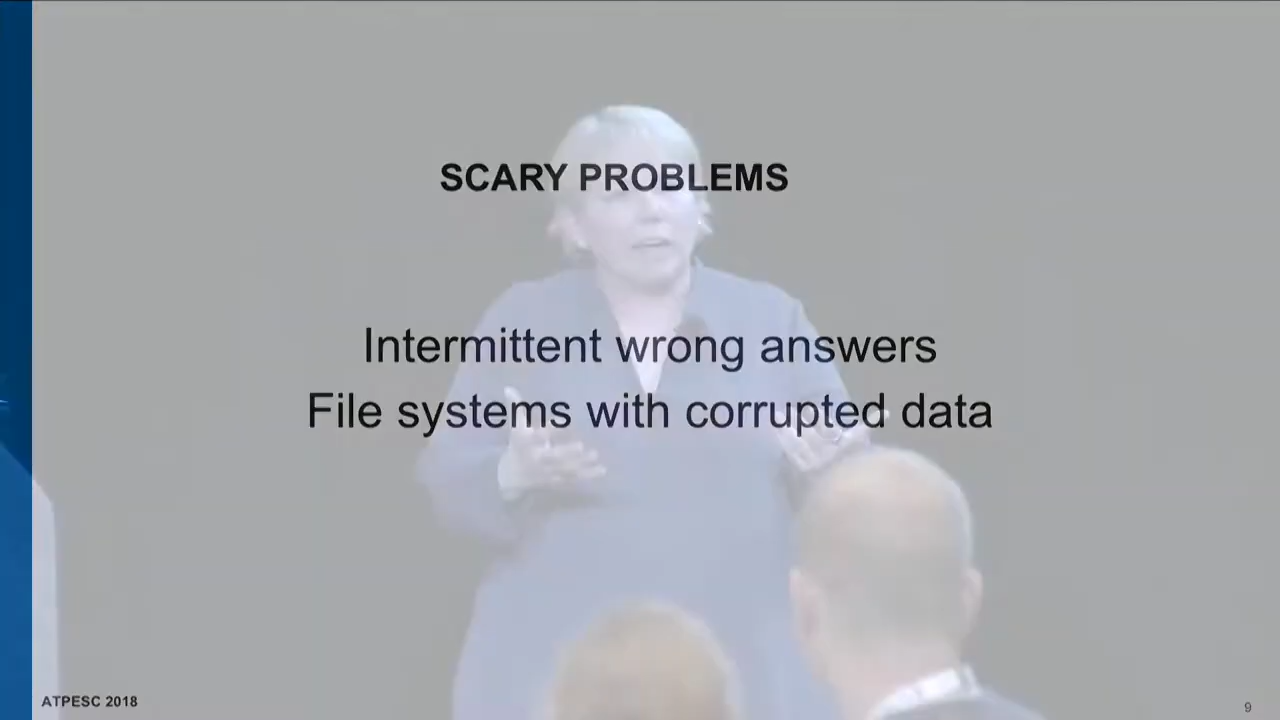 SCARY PROBLEMS
Intermittent wrong answers
File systems with corrupted data
ATPESC 2018
9